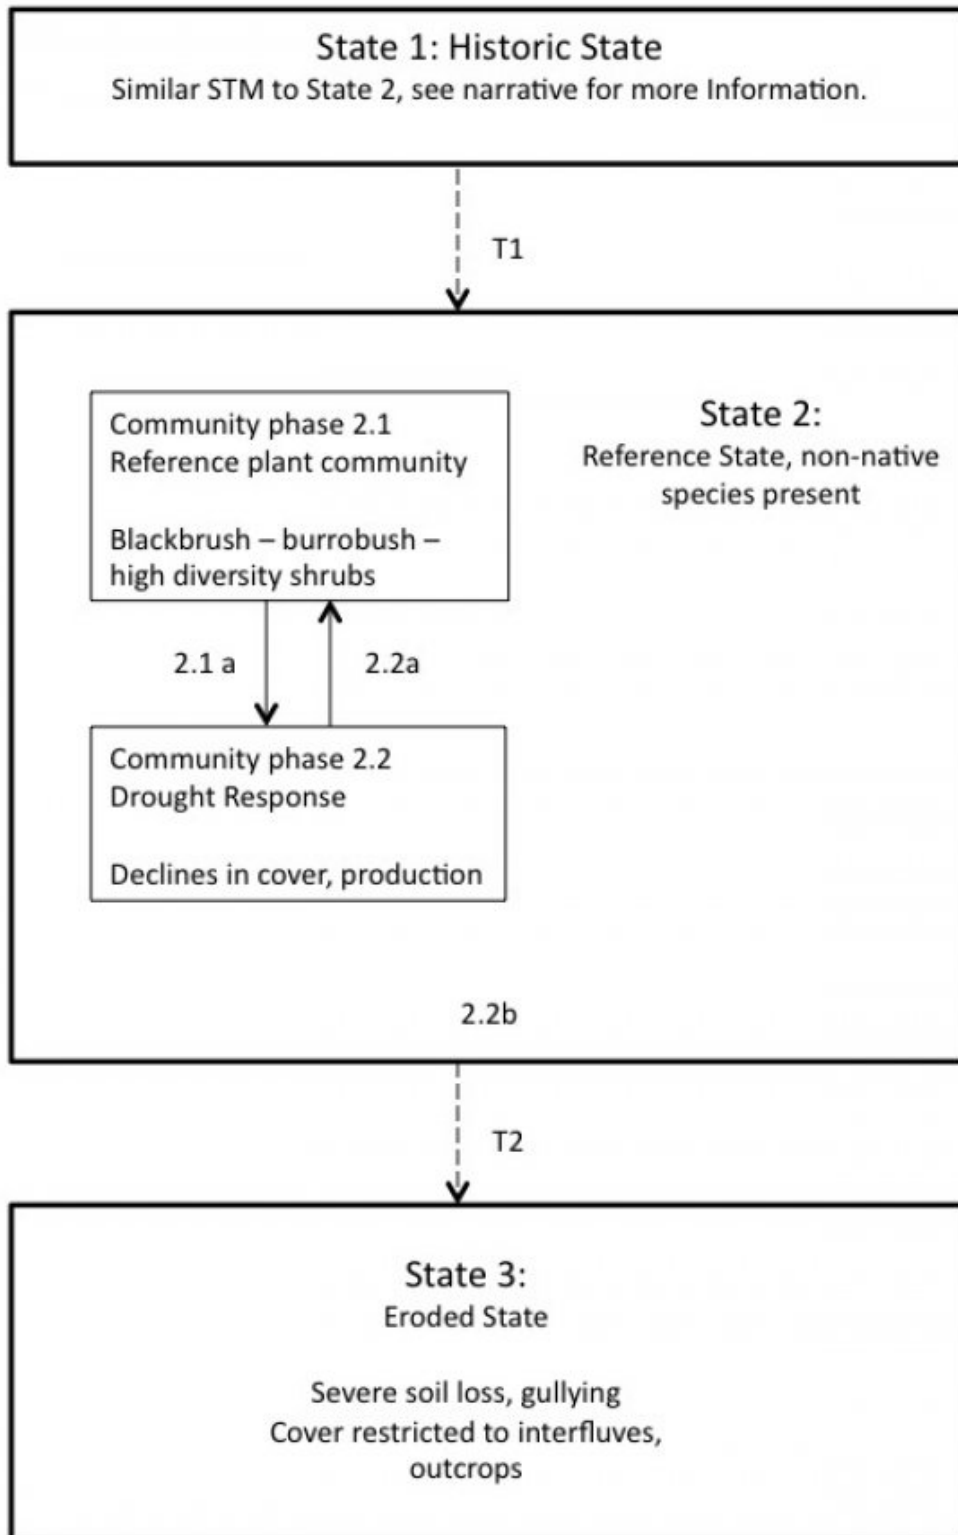 State 1: Historic State
Similar STM to State 2, see narrative for more Information.
T1
Community phase 2.1
Reference plant community
Blackbrush – burrobush –
high diversity shrubs
State 2:
Reference State, non-native
species present
2.1 a
2.2a
Community phase 2.2
Drought Response
Declines in cover, production
2.2b
T2
State 3:
Eroded State
Severe soil loss, gullying
Cover restricted to interfluves,
outcrops